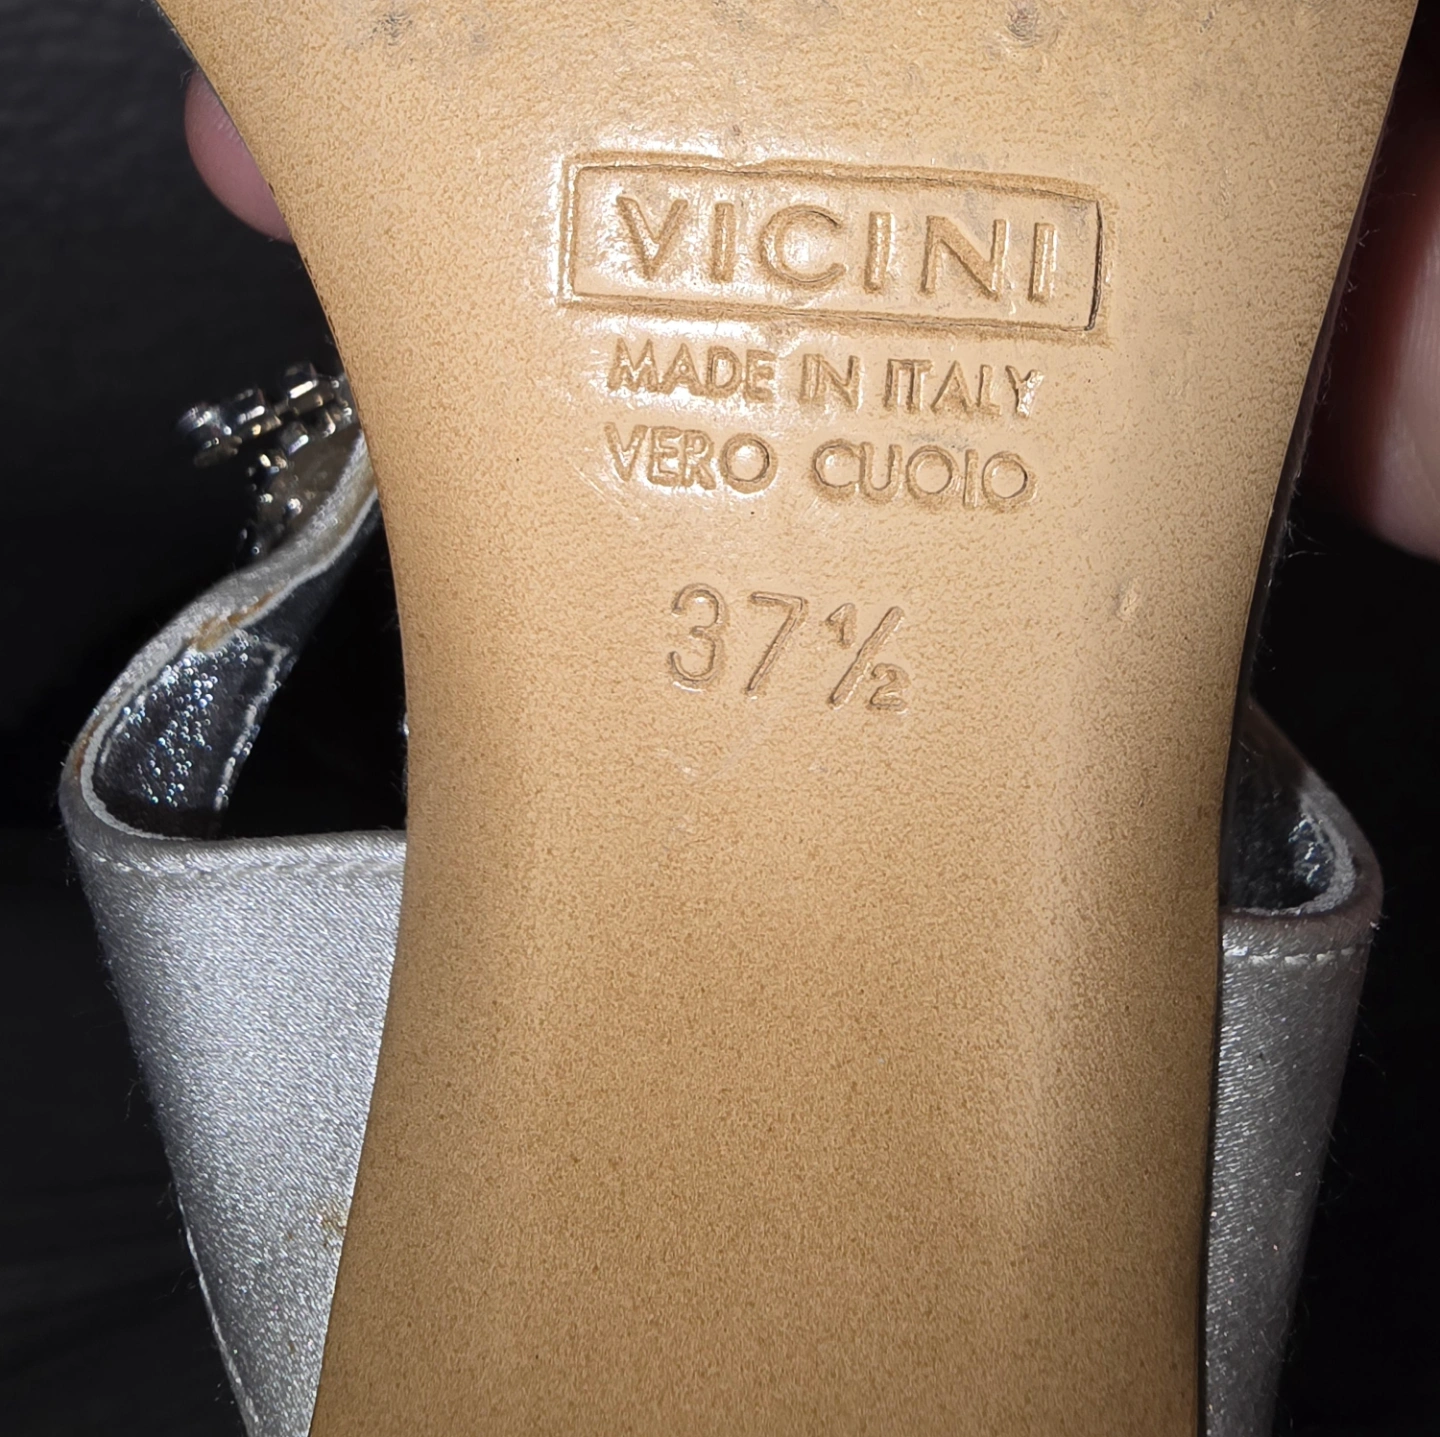 VICINI
MADE IN ITALY
VERO CUOIO
37½